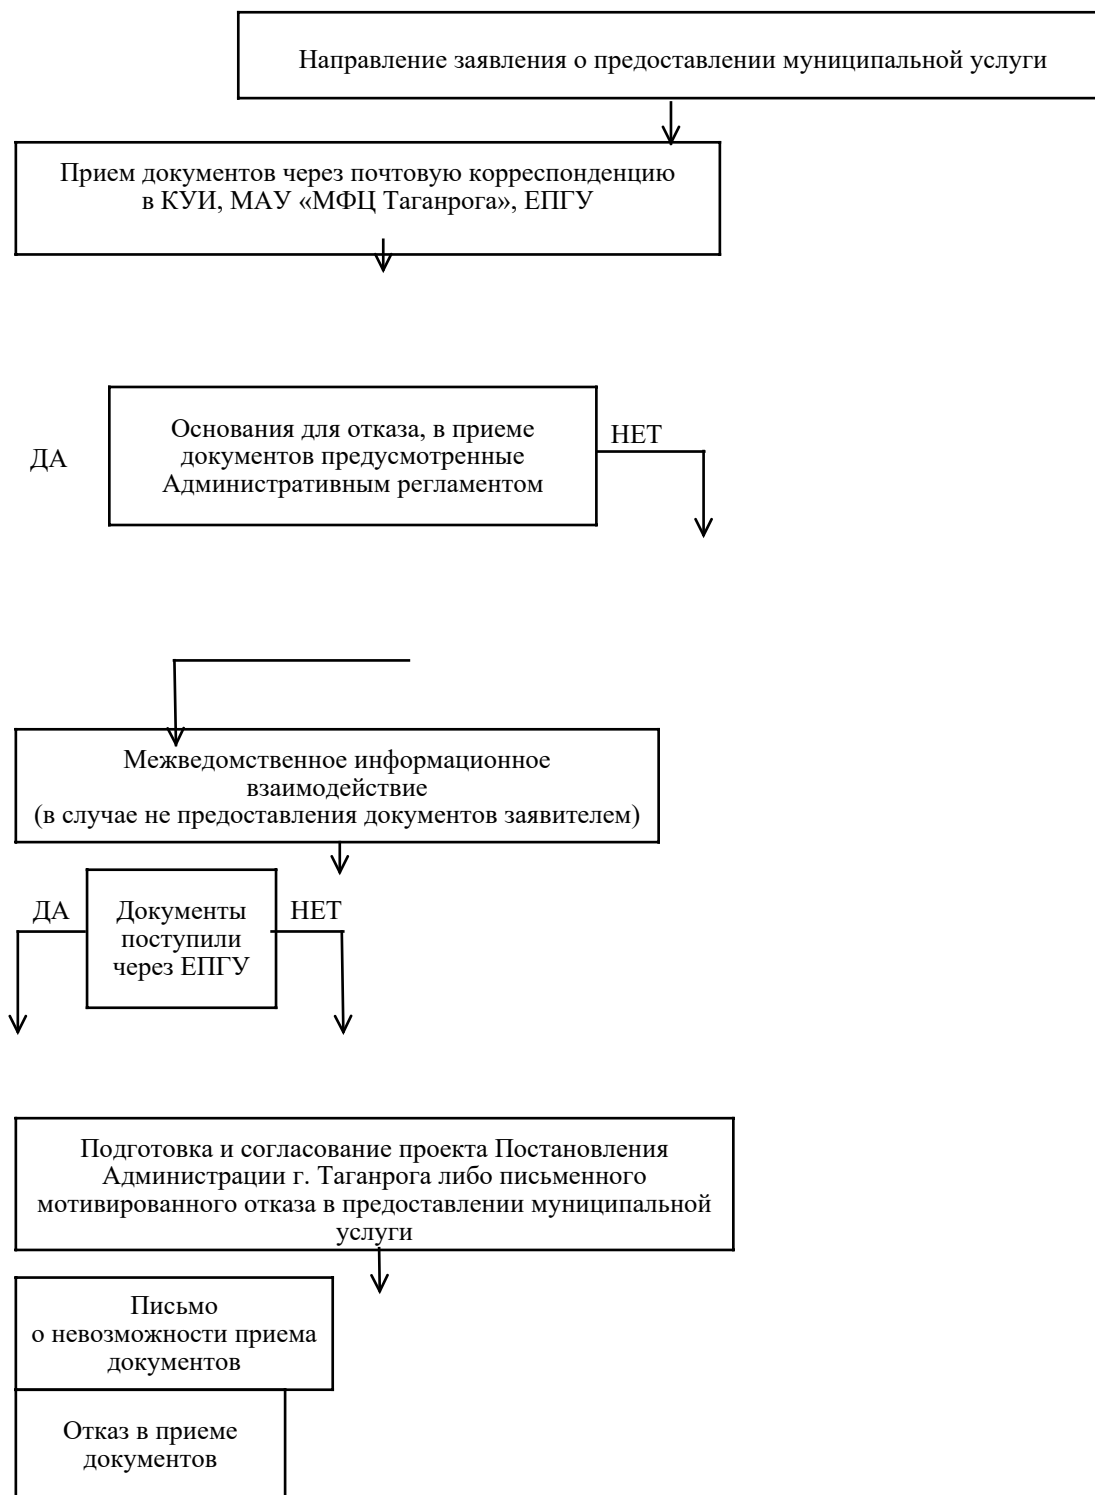 Направление заявления о предоставлении муниципальной услуги
Прием документов через почтовую корреспонденцию
в КУИ, МАУ «МФЦ Таганрога», ЕПГУ
ДА
Основания для отказа, в приеме
документов предусмотренные
Административным регламентом
НЕТ
Межведомственное информационное
взаимодействие
(в случае не предоставления документов заявителем)
ДА
Документы
поступили
через ЕПГУ
НЕТ
Подготовка и согласование проекта Постановления
Администрации г. Таганрога либо письменного
мотивированного отказа в предоставлении муниципальной
услуги
Письмо
о невозможности приема
документов
Отказ в приеме
документов